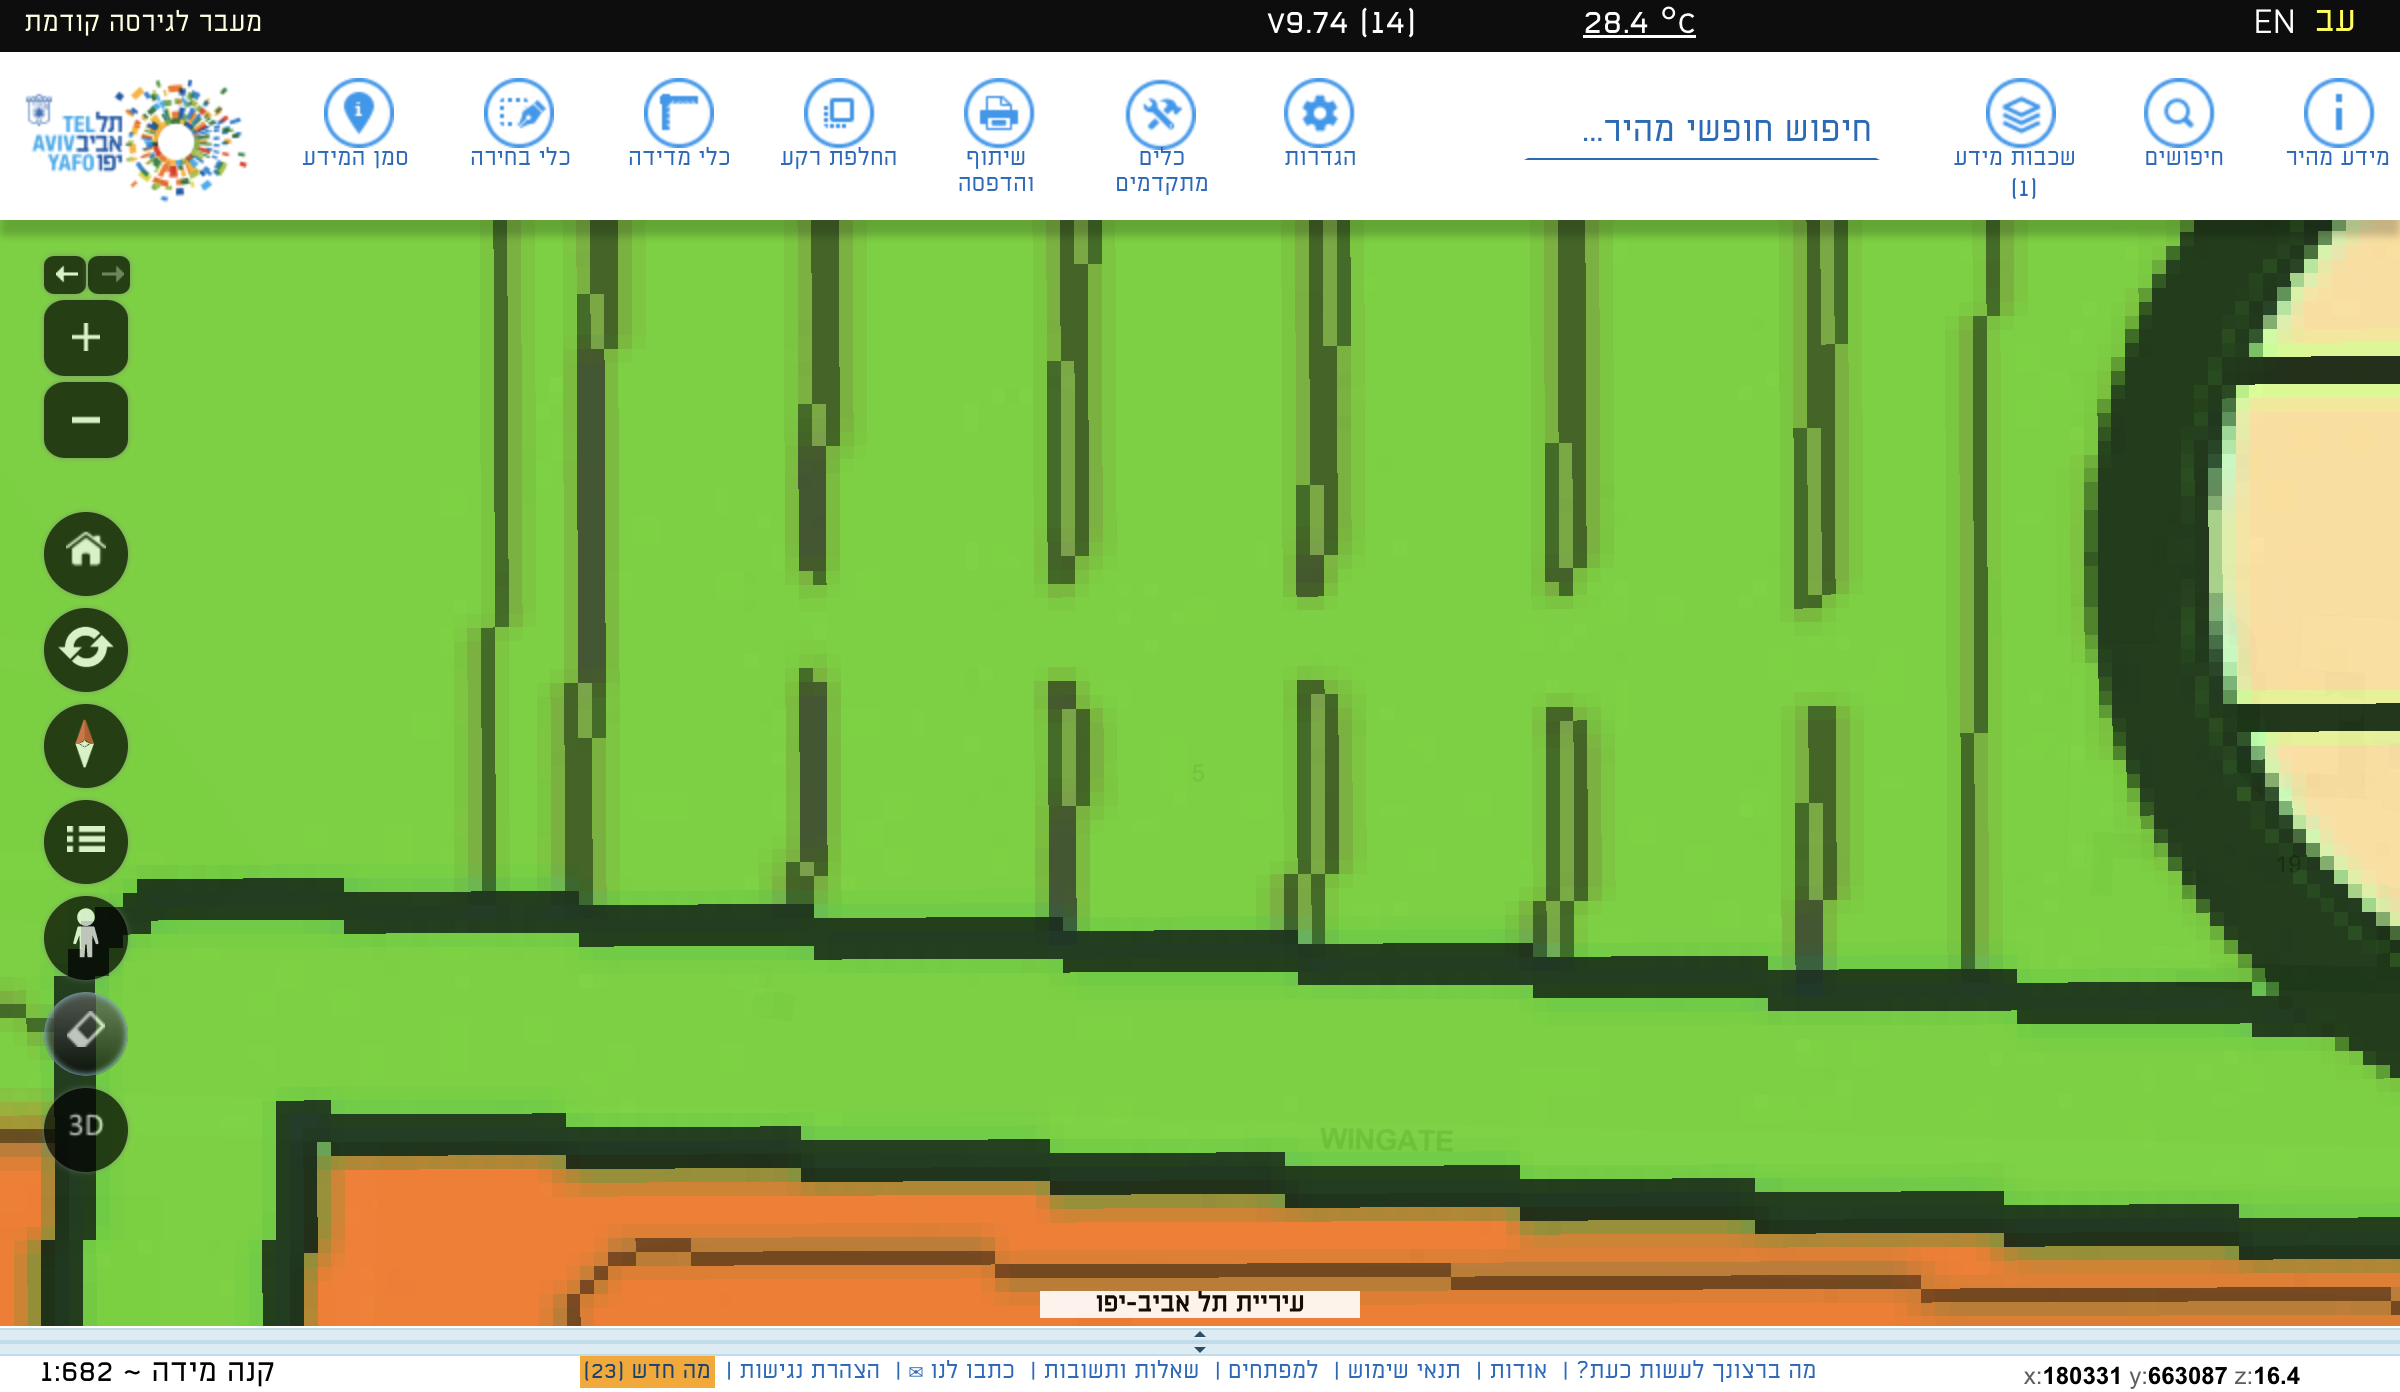 מעבר לגירסה קודמת
V9.74 (14)
28.4 °C
EN עב
תל אביב יפו
TEL AVIV YAFO
סמן המידע
כלי בחירה
כלי מדידה
החלפת רקע
שיתוף והדפסה
כלים מתקדמים
הגדרות
חיפוש חופשי מהיר...
שכבות מידע (1)
חיפושים
מידע מהיר
5
19
3D
WINGATE
עיריית תל אביב-יפו
קנה מידה ~ 1:682
מה ברצונך לעשות כעת? | אודות | תנאי שימוש | למפתחים | שאלות ותשובות | כתבו לנו ✉ | הצהרת נגישות | מה חדש (23)
x:180331 y:663087 z:16.4